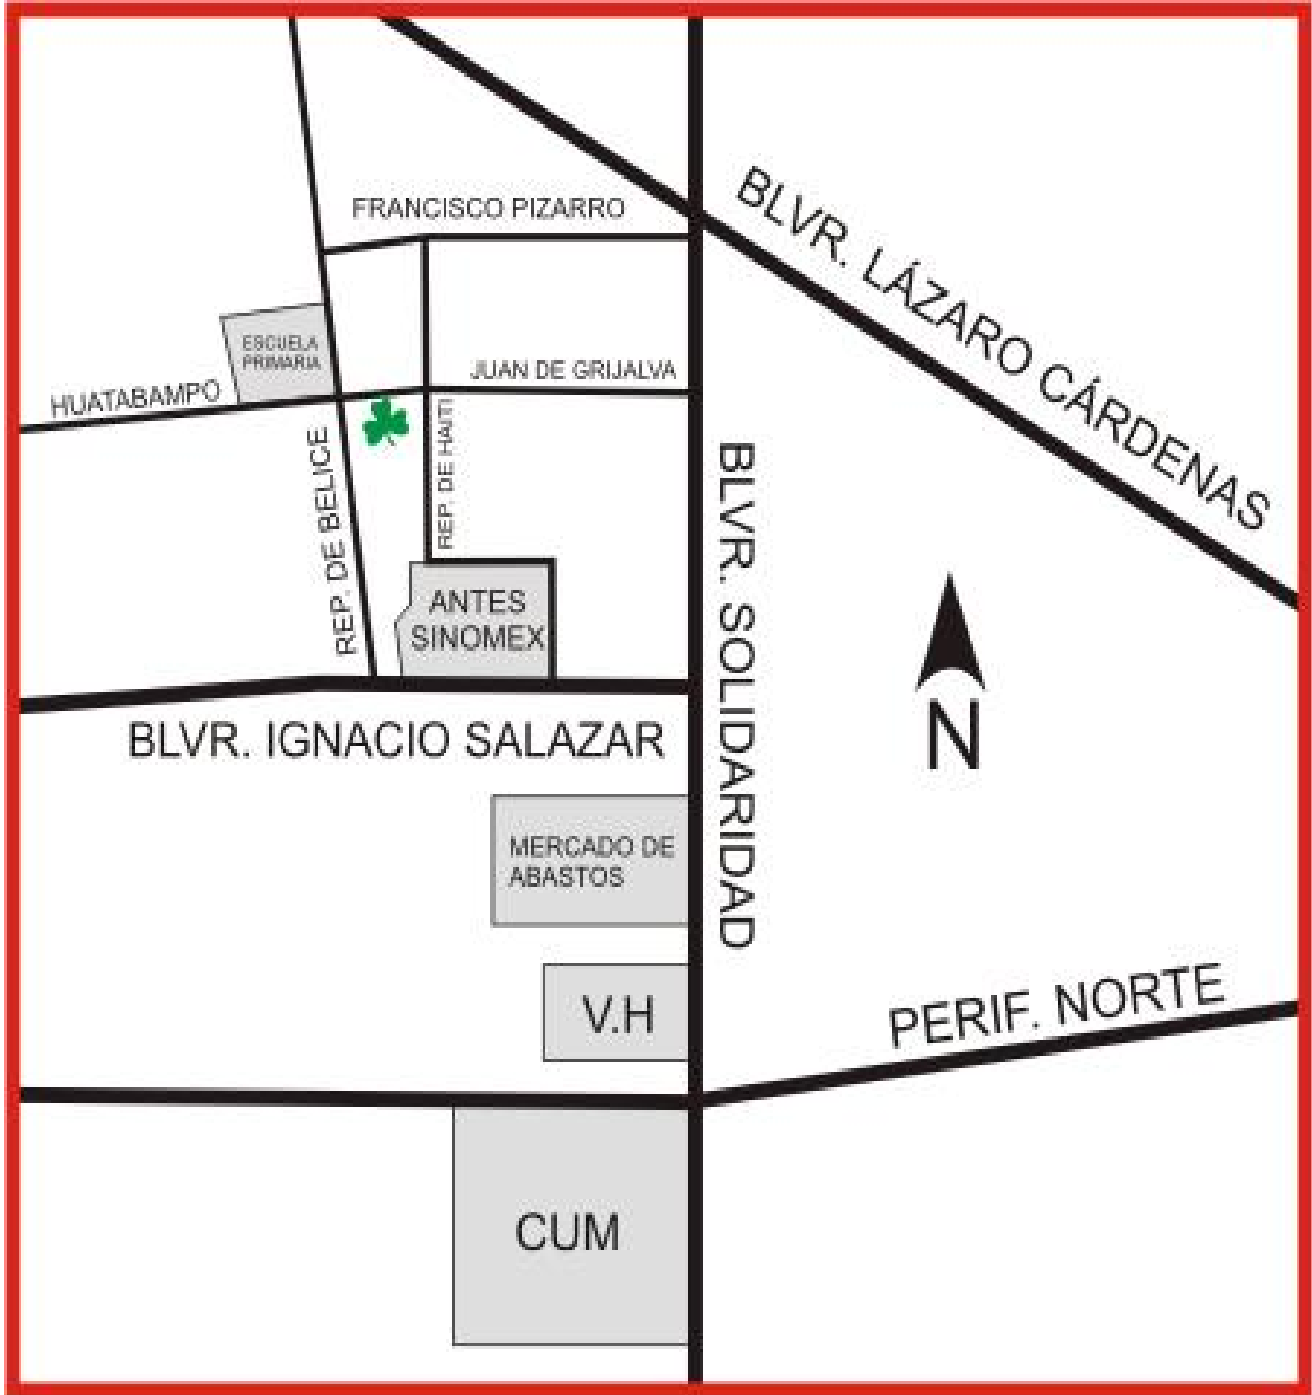 FRANCISCO PIZARRO
BLVR. LÁZARO CÁRDENAS
ESCUELA
PRIMARIA
JUAN DE GRIJALVA
HUATABAMPO
REP. DE BELICE
REP. DE HAITI
BLVR. SOLIDARIDAD
ANTES
SINOMEX
N
BLVR. IGNACIO SALAZAR
MERCADO DE
ABASTOS
V.H
PERIF. NORTE
CUM